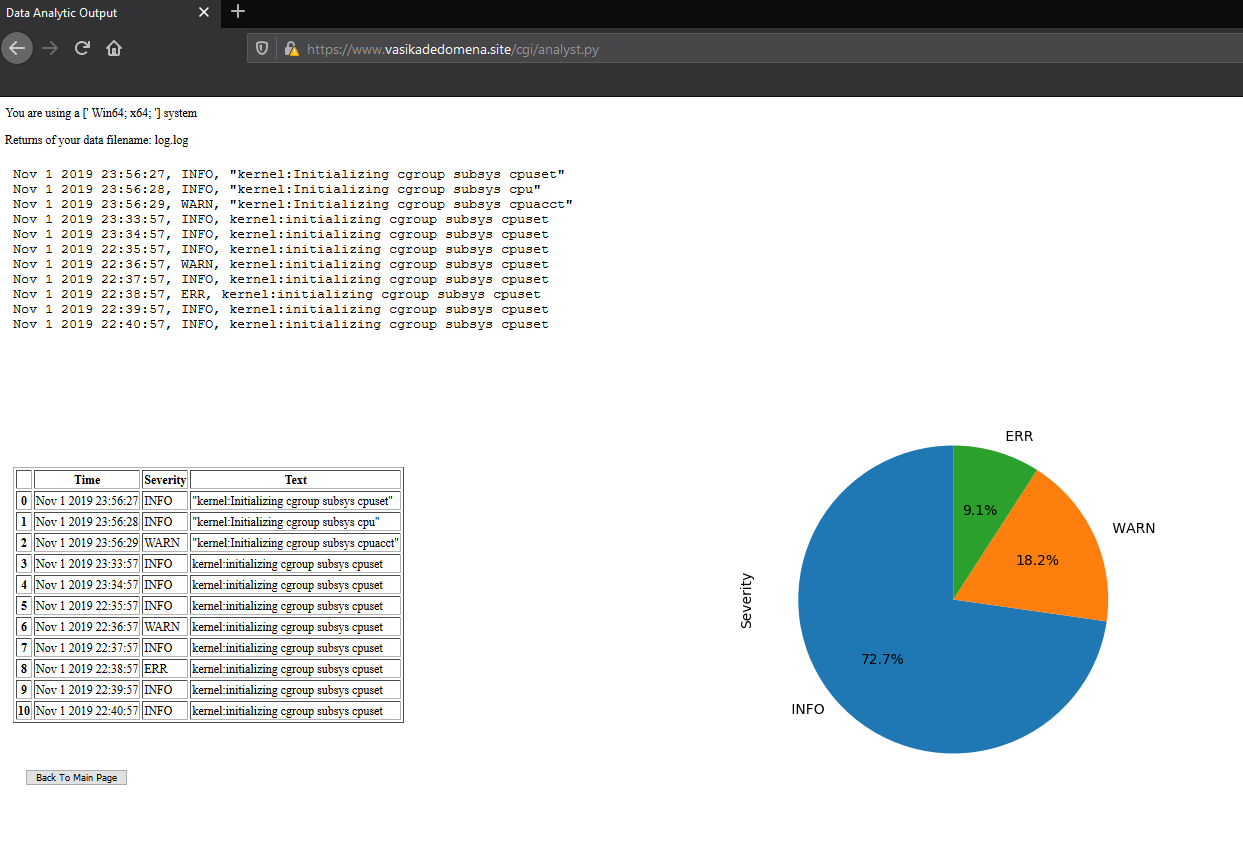 Data Analytic Output
https://www.vasikadedomena.site/cgi/analyst.py
You are using a [' Win64; x64; '] system
Returns of your data filename: log.log
Nov 1 2019 23:56:27, INFO, "kernel:Initializing cgroup subsys cpuset"
Nov 1 2019 23:56:28, INFO, "kernel:Initializing cgroup subsys cpu"
Nov 1 2019 23:56:29, WARN, "kernel:Initializing cgroup subsys cpuacct"
Nov 1 2019 23:33:57, INFO, kernel:initializing cgroup subsys cpuset
Nov 1 2019 23:34:57, INFO, kernel:initializing cgroup subsys cpuset
Nov 1 2019 22:35:57, INFO, kernel:initializing cgroup subsys cpuset
Nov 1 2019 22:36:57, WARN, kernel:initializing cgroup subsys cpuset
Nov 1 2019 22:37:57, INFO, kernel:initializing cgroup subsys cpuset
Nov 1 2019 22:38:57, ERR, kernel:initializing cgroup subsys cpuset
Nov 1 2019 22:39:57, INFO, kernel:initializing cgroup subsys cpuset
Nov 1 2019 22:40:57, INFO, kernel:initializing cgroup subsys cpuset
Time Severity Text
0 Nov 1 2019 23:56:27 INFO "kernel:Initializing cgroup subsys cpuset"
1 Nov 1 2019 23:56:28 INFO "kernel:Initializing cgroup subsys cpu"
2 Nov 1 2019 23:56:29 WARN "kernel:Initializing cgroup subsys cpuacct"
3 Nov 1 2019 23:33:57 INFO kernel:initializing cgroup subsys cpuset
4 Nov 1 2019 23:34:57 INFO kernel:initializing cgroup subsys cpuset
5 Nov 1 2019 22:35:57 INFO kernel:initializing cgroup subsys cpuset
6 Nov 1 2019 22:36:57 WARN kernel:initializing cgroup subsys cpuset
7 Nov 1 2019 22:37:57 INFO kernel:initializing cgroup subsys cpuset
8 Nov 1 2019 22:38:57 ERR kernel:initializing cgroup subsys cpuset
9 Nov 1 2019 22:39:57 INFO kernel:initializing cgroup subsys cpuset
10 Nov 1 2019 22:40:57 INFO kernel:initializing cgroup subsys cpuset
Back To Main Page
ERR
9.1%
WARN
18.2%
Severity
72.7%
INFO